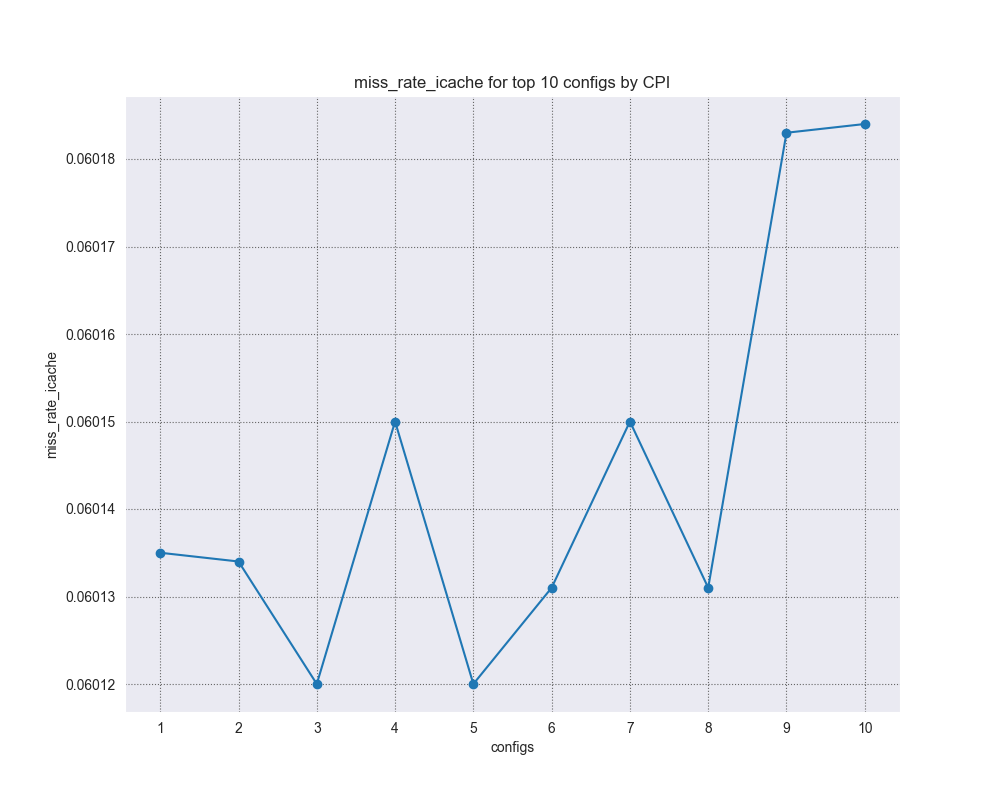 miss_rate_icache for top 10 configs by CPI
0.06018
0.06017
0.06016
0.06015
0.06014
0.06013
0.06012
miss_rate_icache
1 2 3 4 5 6 7 8 9 10
configs